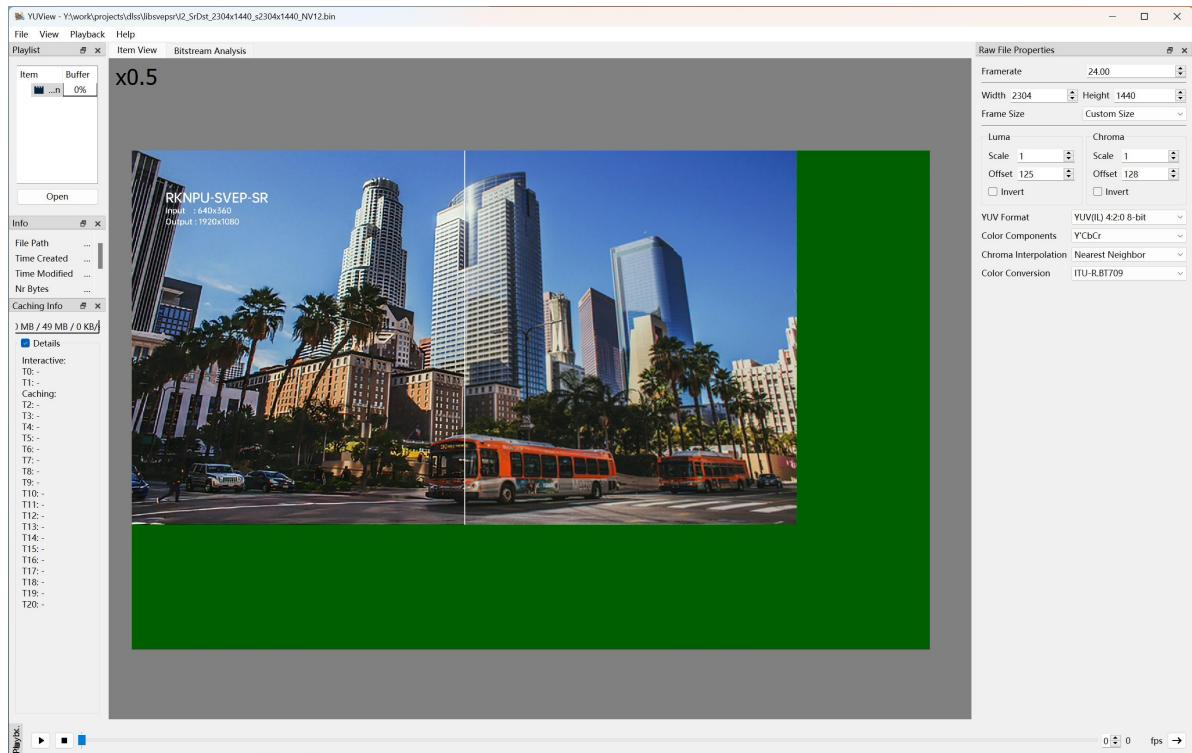 YUView - Y:\work\projects\dlss\libsvepsr\I2_SrDst_2304x1440_s2304x1440_NV12.bin
File View Playback Help
Playlist
Item Buffer
...n 0%
Open
Info
File Path ...
Time Created ...
Time Modified ...
Nr Bytes ...
Caching Info
MB / 49 MB / 0 KB/
Details
Interactive:
T0: -
T1: -
Caching:
T2: -
T3: -
T4: -
T5: -
T6: -
T7: -
T8: -
T9: -
T10: -
T11: -
T12: -
T13: -
T14: -
T15: -
T16: -
T17: -
T18: -
T19: -
T20: -
Item View Bitstream Analysis
x0.5
RKNPU-SVEP-SR
Input : 640x360
Output : 1920x1080
Raw File Properties
Framerate 24.00
Width 2304 Height 1440
Frame Size Custom Size
Luma Chroma
Scale 1 Scale 1
Offset 125 Offset 128
Invert Invert
YUV Format YUV(IL) 4:2:0 8-bit
Color Components Y'CbCr
Chroma Interpolation Nearest Neighbor
Color Conversion ITU-R.BT709
0 0 fps